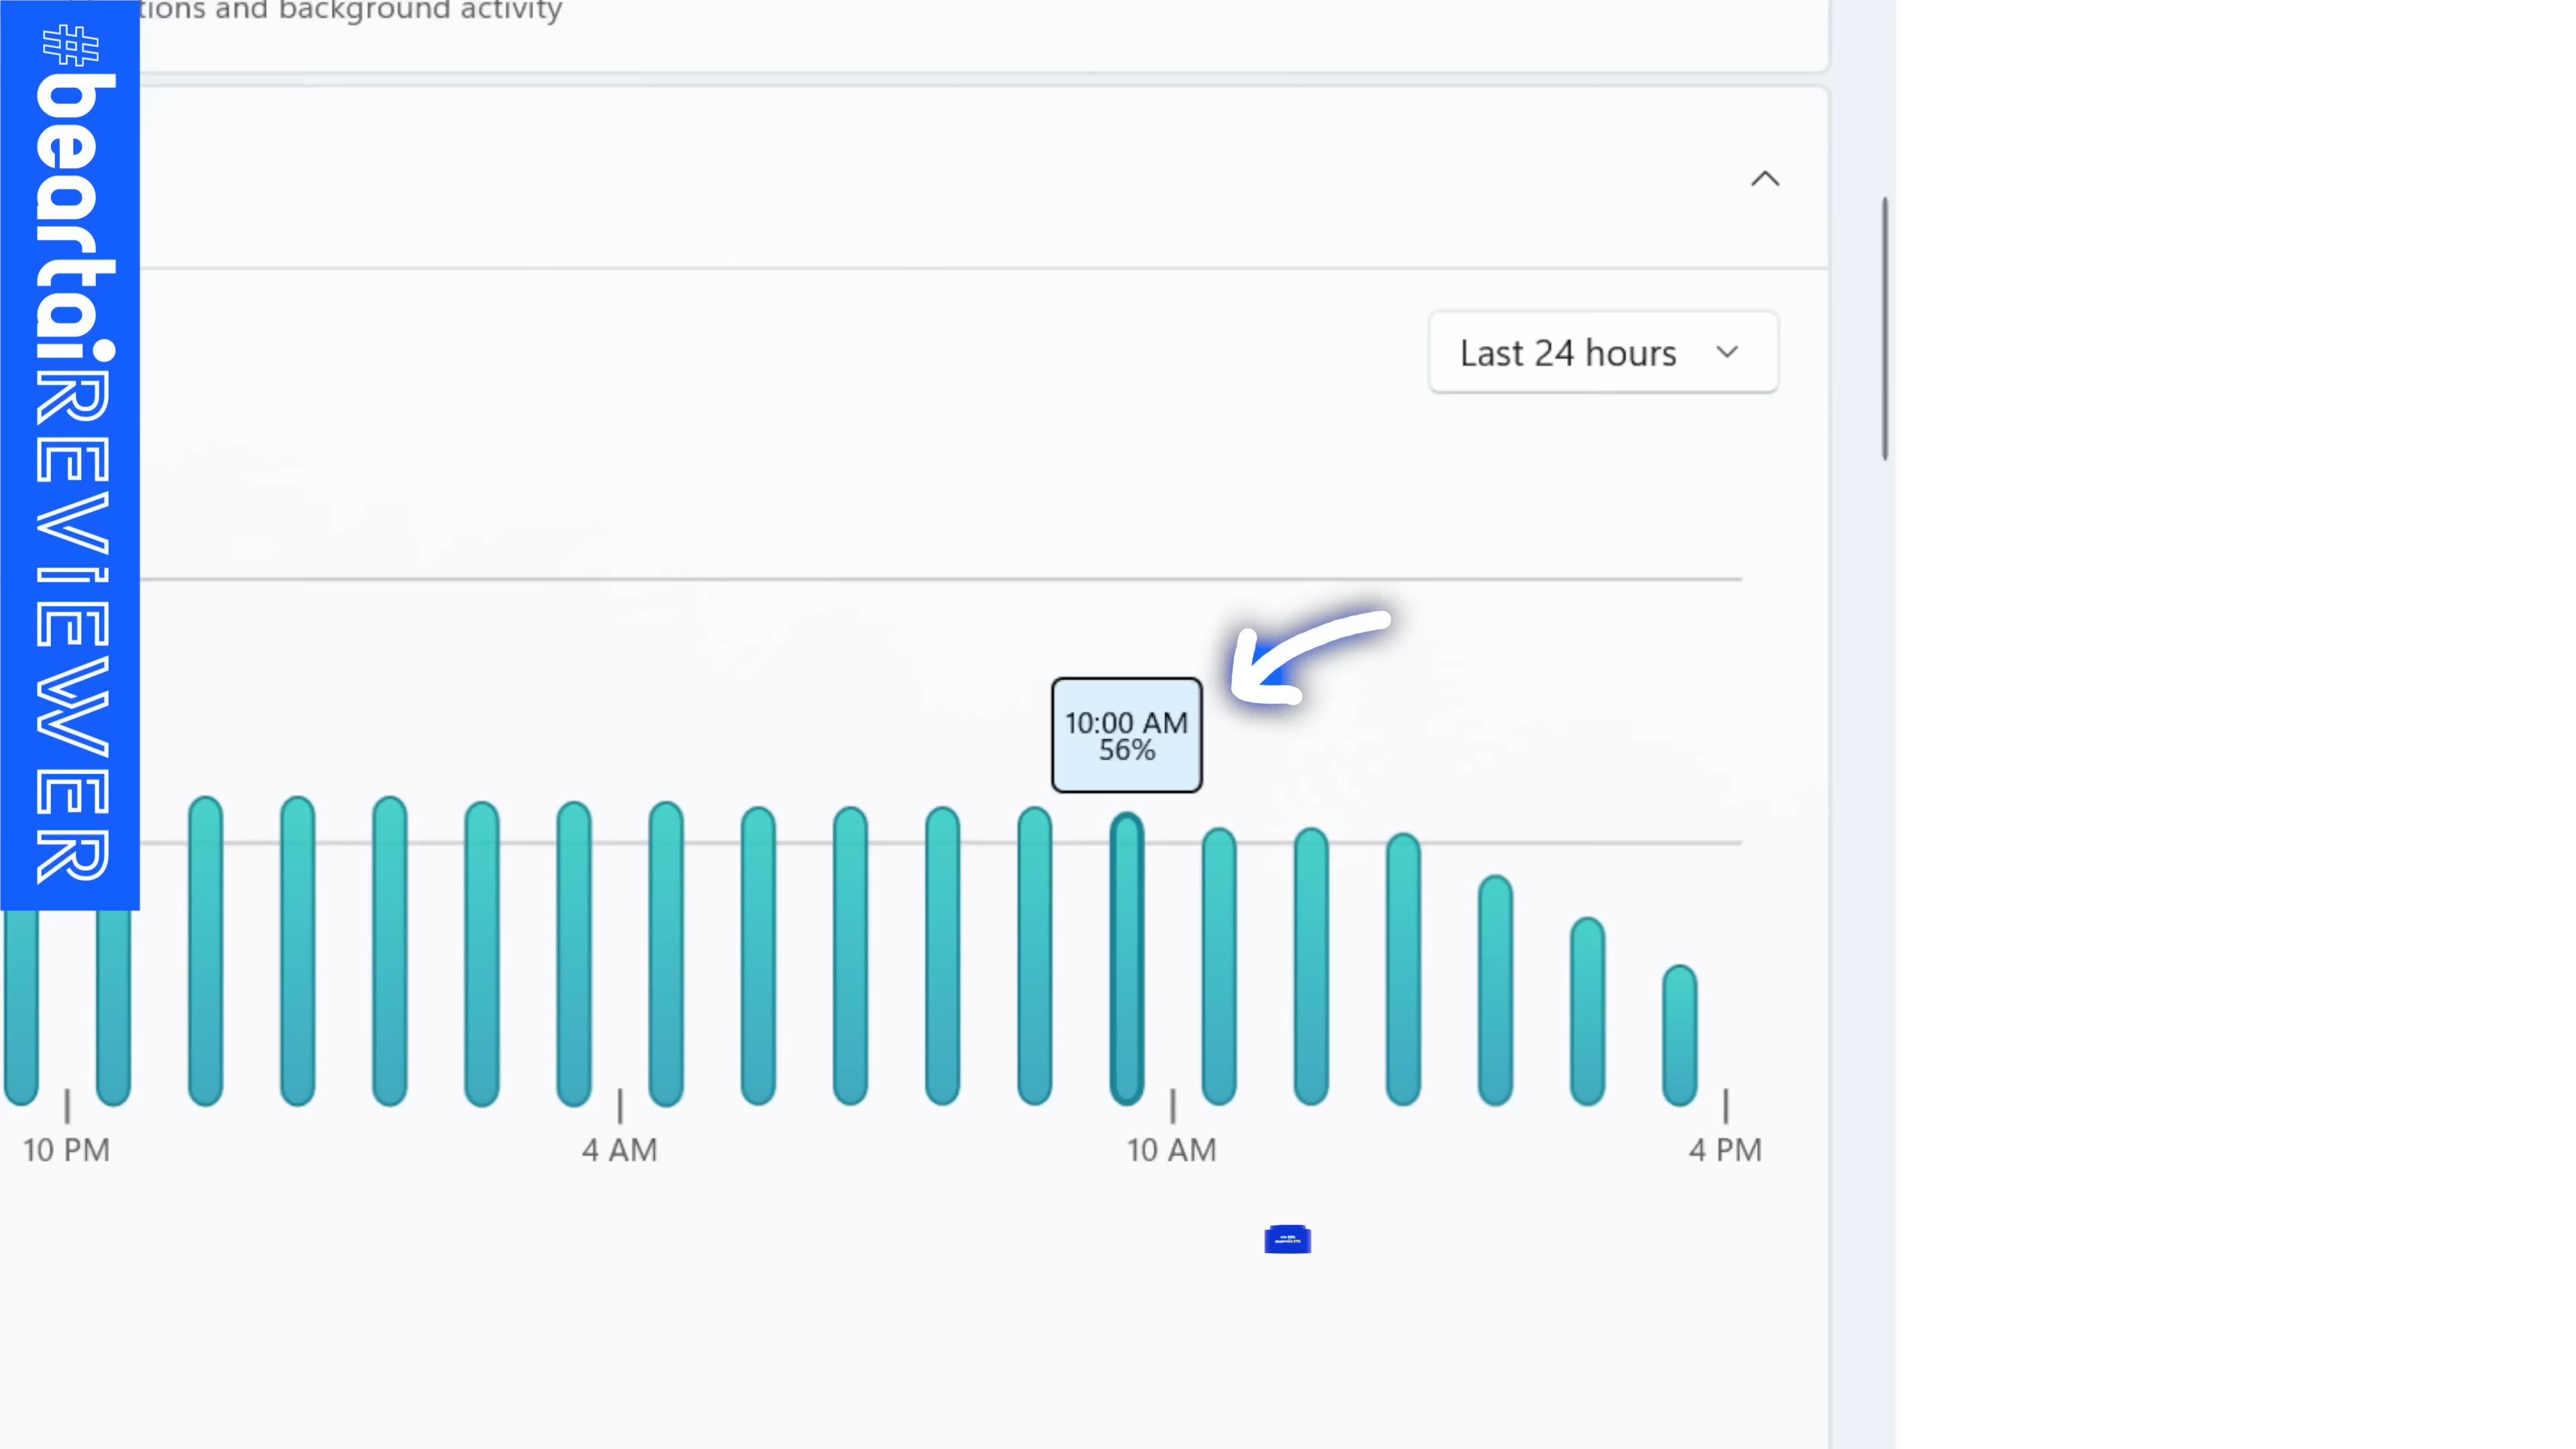 tions and background activity
#beartaiREVIEWER
Last 24 hours
10:00 AM
56%
10 PM
4 AM
10 AM
4 PM